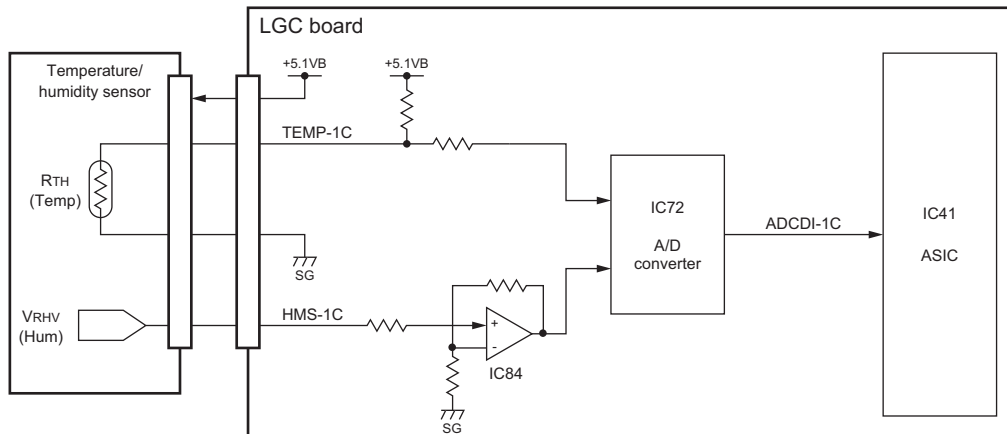 LGC board
Temperature/
humidity sensor
+5.1VB
+5.1VB
TEMP-1C
RTH
(Temp)
SG
IC72
A/D
converter
ADCDI-1C
IC41
ASIC
VRHV
(Hum)
HMS-1C
+
-
IC84
SG